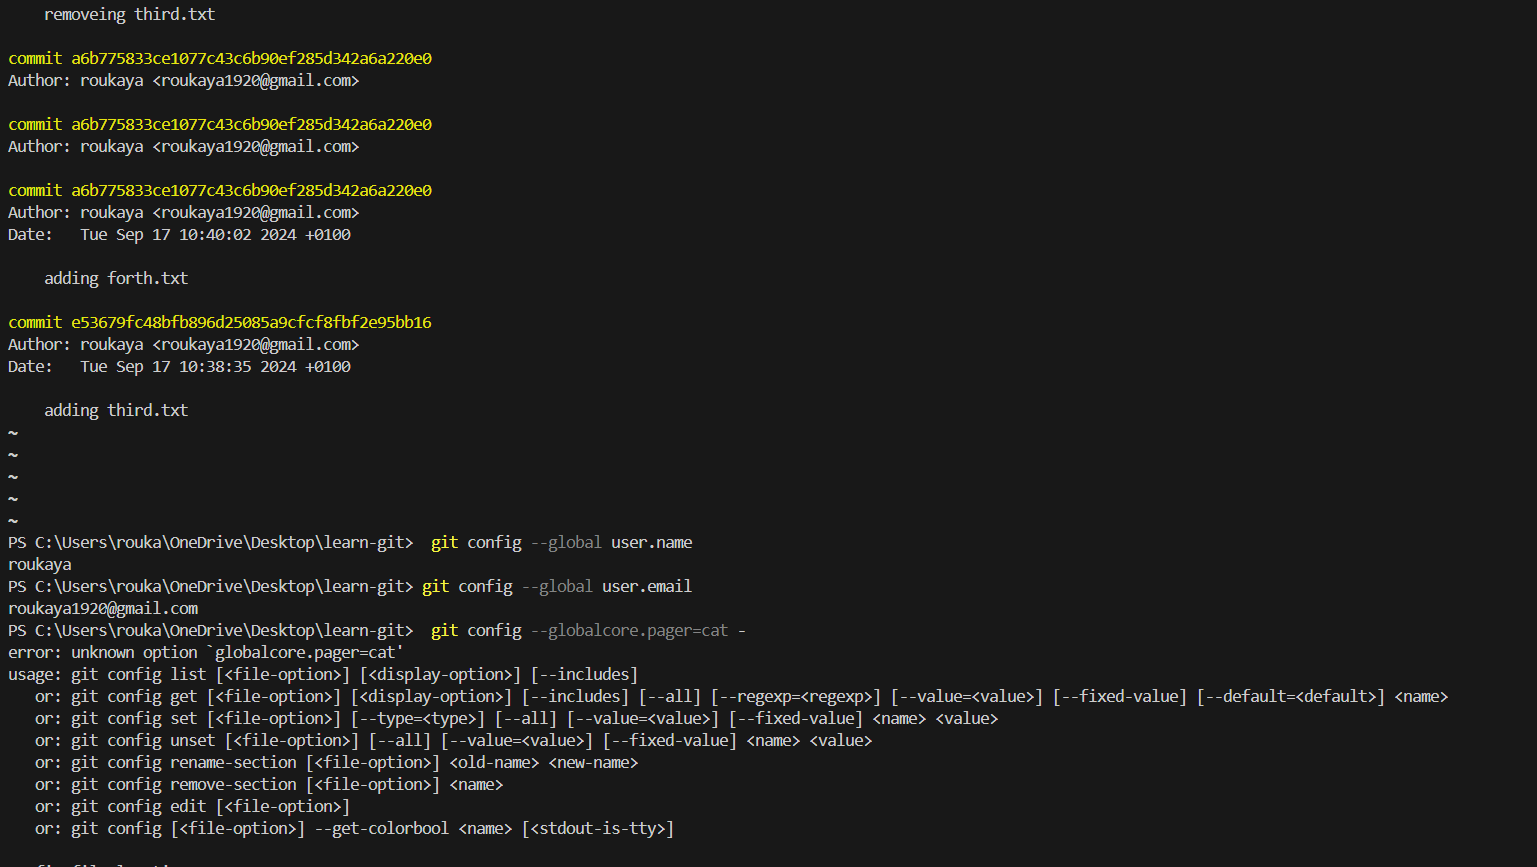 removeing third.txt
commit a6b775833ce1077c43c6b90ef285d342a6a220e0
Author: roukaya <roukaya1920@gmail.com>
commit a6b775833ce1077c43c6b90ef285d342a6a220e0
Author: roukaya <roukaya1920@gmail.com>
commit a6b775833ce1077c43c6b90ef285d342a6a220e0
Author: roukaya <roukaya1920@gmail.com>
Date:   Tue Sep 17 10:40:02 2024 +0100
adding forth.txt
commit e53679fc48bfb896d25085a9cfcf8fbf2e95bb16
Author: roukaya <roukaya1920@gmail.com>
Date:   Tue Sep 17 10:38:35 2024 +0100
adding third.txt
~
~
~
~
~
PS C:\Users\rouka\OneDrive\Desktop\learn-git>  git config --global user.name
roukaya
PS C:\Users\rouka\OneDrive\Desktop\learn-git> git config --global user.email
roukaya1920@gmail.com
PS C:\Users\rouka\OneDrive\Desktop\learn-git>  git config --globalcore.pager=cat -
error: unknown option `globalcore.pager=cat'
usage: git config list [<file-option>] [<display-option>] [--includes]
   or: git config get [<file-option>] [<display-option>] [--includes] [--all] [--regexp=<regexp>] [--value=<value>] [--fixed-value] [--default=<default>] <name>
   or: git config set [<file-option>] [--type=<type>] [--all] [--value=<value>] [--fixed-value] <name> <value>
   or: git config unset [<file-option>] [--all] [--value=<value>] [--fixed-value] <name> <value>
   or: git config rename-section [<file-option>] <old-name> <new-name>
   or: git config remove-section [<file-option>] <name>
   or: git config edit [<file-option>]
   or: git config [<file-option>] --get-colorbool <name> [<stdout-is-tty>]